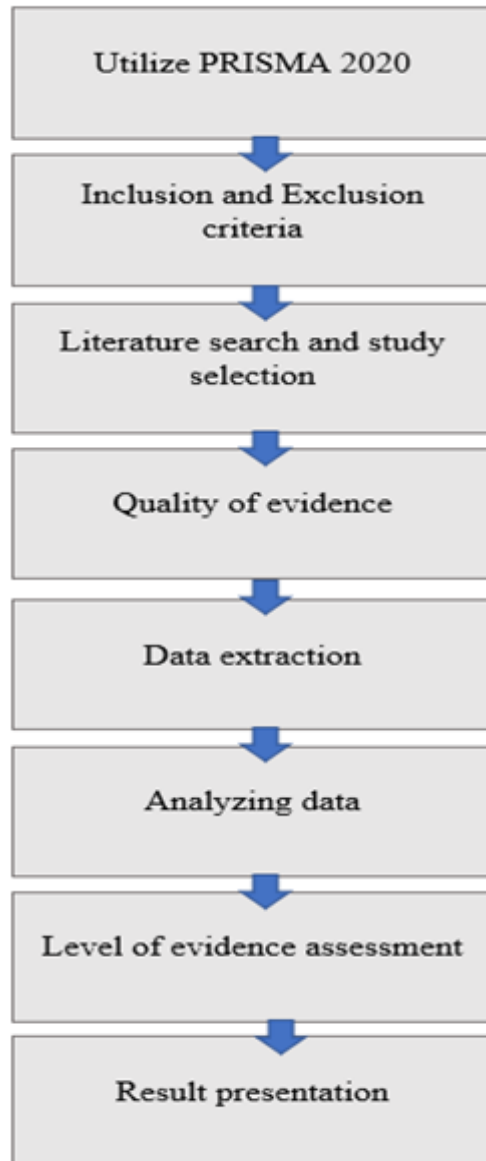 Utilize PRISMA 2020
Inclusion and Exclusion
criteria
Literature search and study
selection
Quality of evidence
Data extraction
Analyzing data
Level of evidence assessment
Result presentation